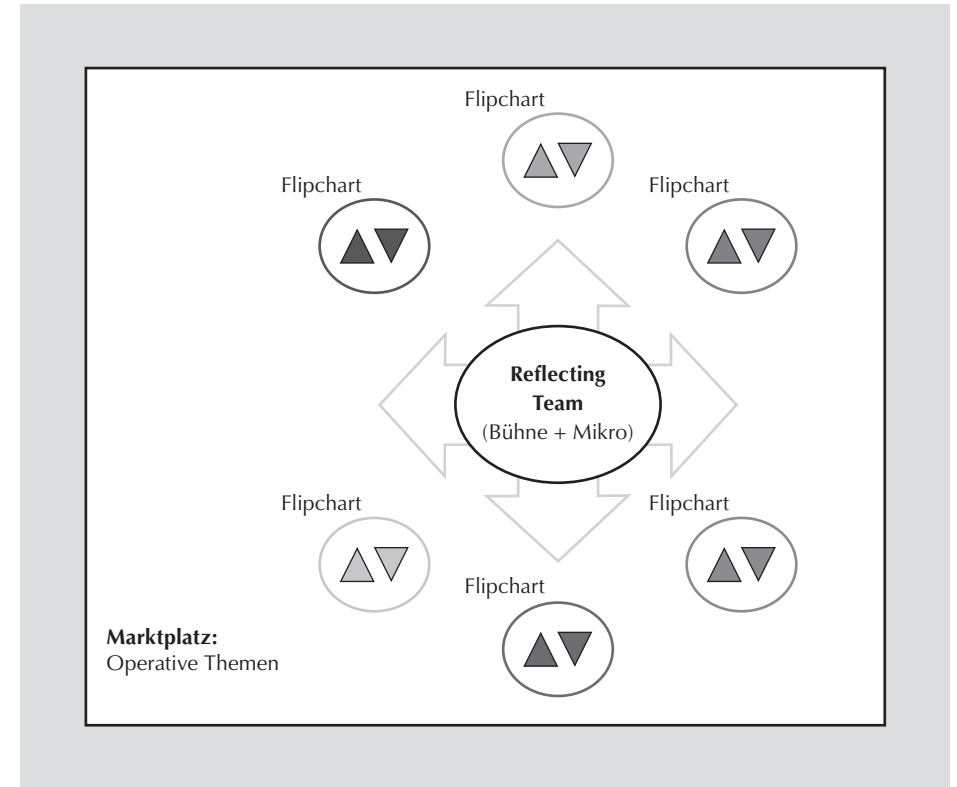 Flipchart
Flipchart
Flipchart
Reflecting
Team
(Bühne + Mikro)
Flipchart
Flipchart
Flipchart
Marktplatz:
Operative Themen